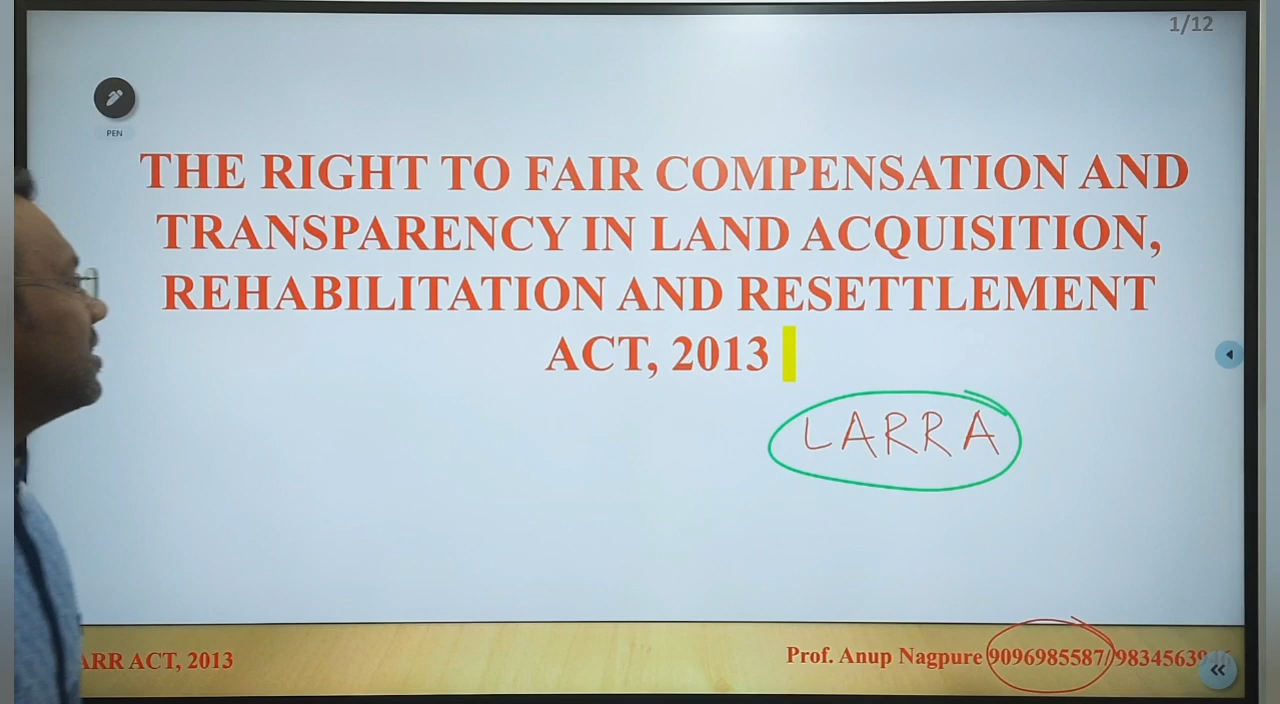 1/12
PEN
THE RIGHT TO FAIR COMPENSATION AND
TRANSPARENCY IN LAND ACQUISITION,
REHABILITATION AND RESETTLEMENT
ACT, 2013
LARRA
ARR ACT, 2013
Prof. Anup Nagpure 9096985587/